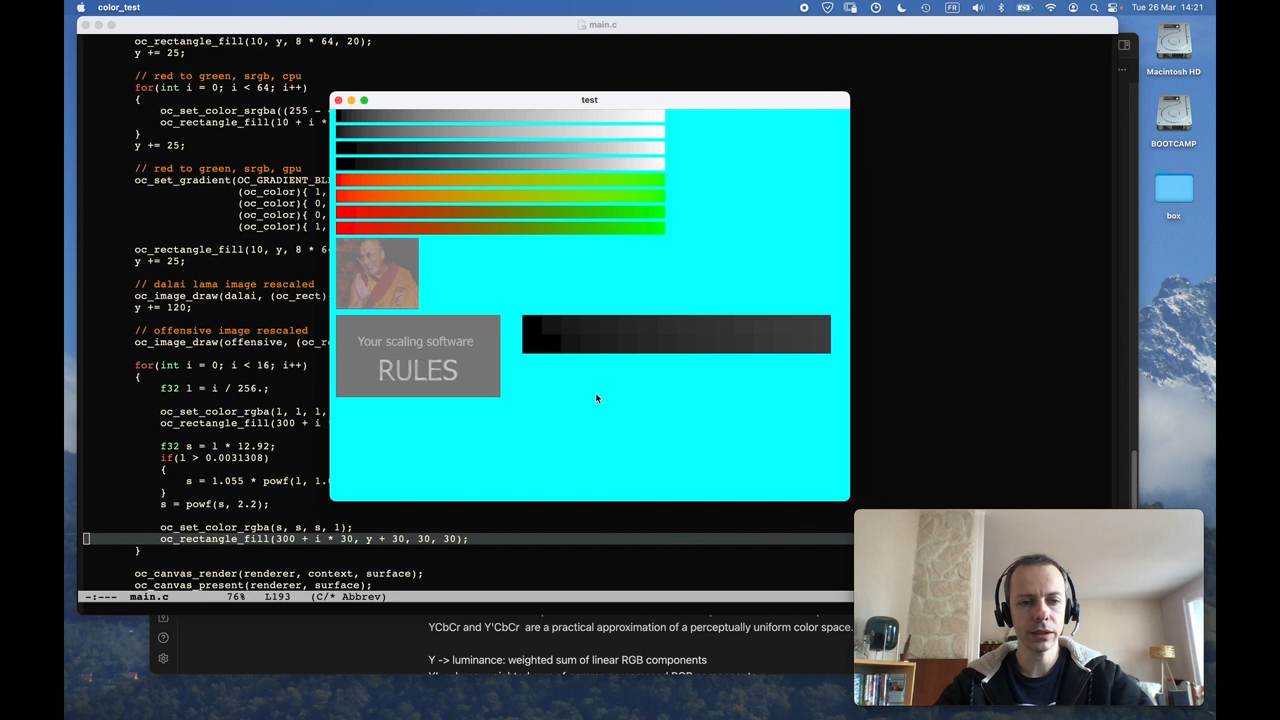 color_test
FR
Tue 26 Mar 14:21
main.c
oc_rectangle_fill(10, y, 8 * 64, 20);
y += 25;
// red to green, srgb, cpu
for(int i = 0; i < 64; i++)
{
oc_set_color_srgba((255 -
oc_rectangle_fill(10 + i *
}
y += 25;
// red to green, srgb, gpu
oc_set_gradient(OC_GRADIENT_BL
(oc_color){ 1,
(oc_color){ 0,
(oc_color){ 0,
(oc_color){ 1,
oc_rectangle_fill(10, y, 8 * 6
y += 25;
// dalai lama image rescaled
oc_image_draw(dalai, (oc_rect)
y += 120;
// offensive image rescaled
oc_image_draw(offensive, (oc_r
for(int i = 0; i < 16; i++)
{
f32 l = i / 256.;
oc_set_color_rgba(l, l, l,
oc_rectangle_fill(300 + i
f32 s = l * 12.92;
if(l > 0.0031308)
{
s = 1.055 * powf(l, 1.
}
s = powf(s, 2.2);
oc_set_color_rgba(s, s, s, 1);
oc_rectangle_fill(300 + i * 30, y + 30, 30, 30);
}
oc_canvas_render(renderer, context, surface);
oc_canvas_present(renderer, surface);
-:--- main.c 76% L193 (C/* Abbrev)
test
Your scaling software
RULES
Macintosh HD
BOOTCAMP
box
YCbCr and Y'CbCr are a practical approximation of a perceptually uniform color space.
Y -> luminance: weighted sum of linear RGB components